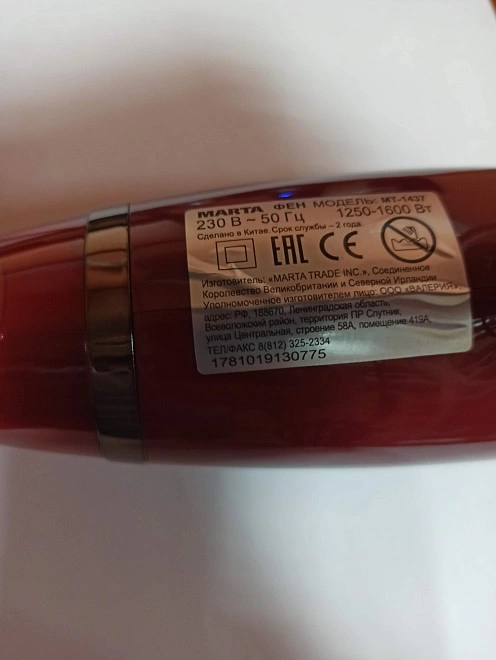 MARTA ФЕН МОДЕЛЬ: MT-1437
230 В ~ 50 Гц 1250-1600 Вт
Сделано в Китае. Срок службы – 2 года.
EAC CE
Изготовитель: «MARTA TRADE INC.», Соединенное
Королевство Великобритании и Северной Ирландии
Уполномоченное изготовителем лицо: ООО «ВАЛЕРИЯ»,
адрес: РФ, 188670, Ленинградская область,
Всеволожский район, территория ПР Спутник,
улица Центральная, строение 58А, помещение 419А,
ТЕЛ/ФАКС 8(812) 325-2334
1781019130775